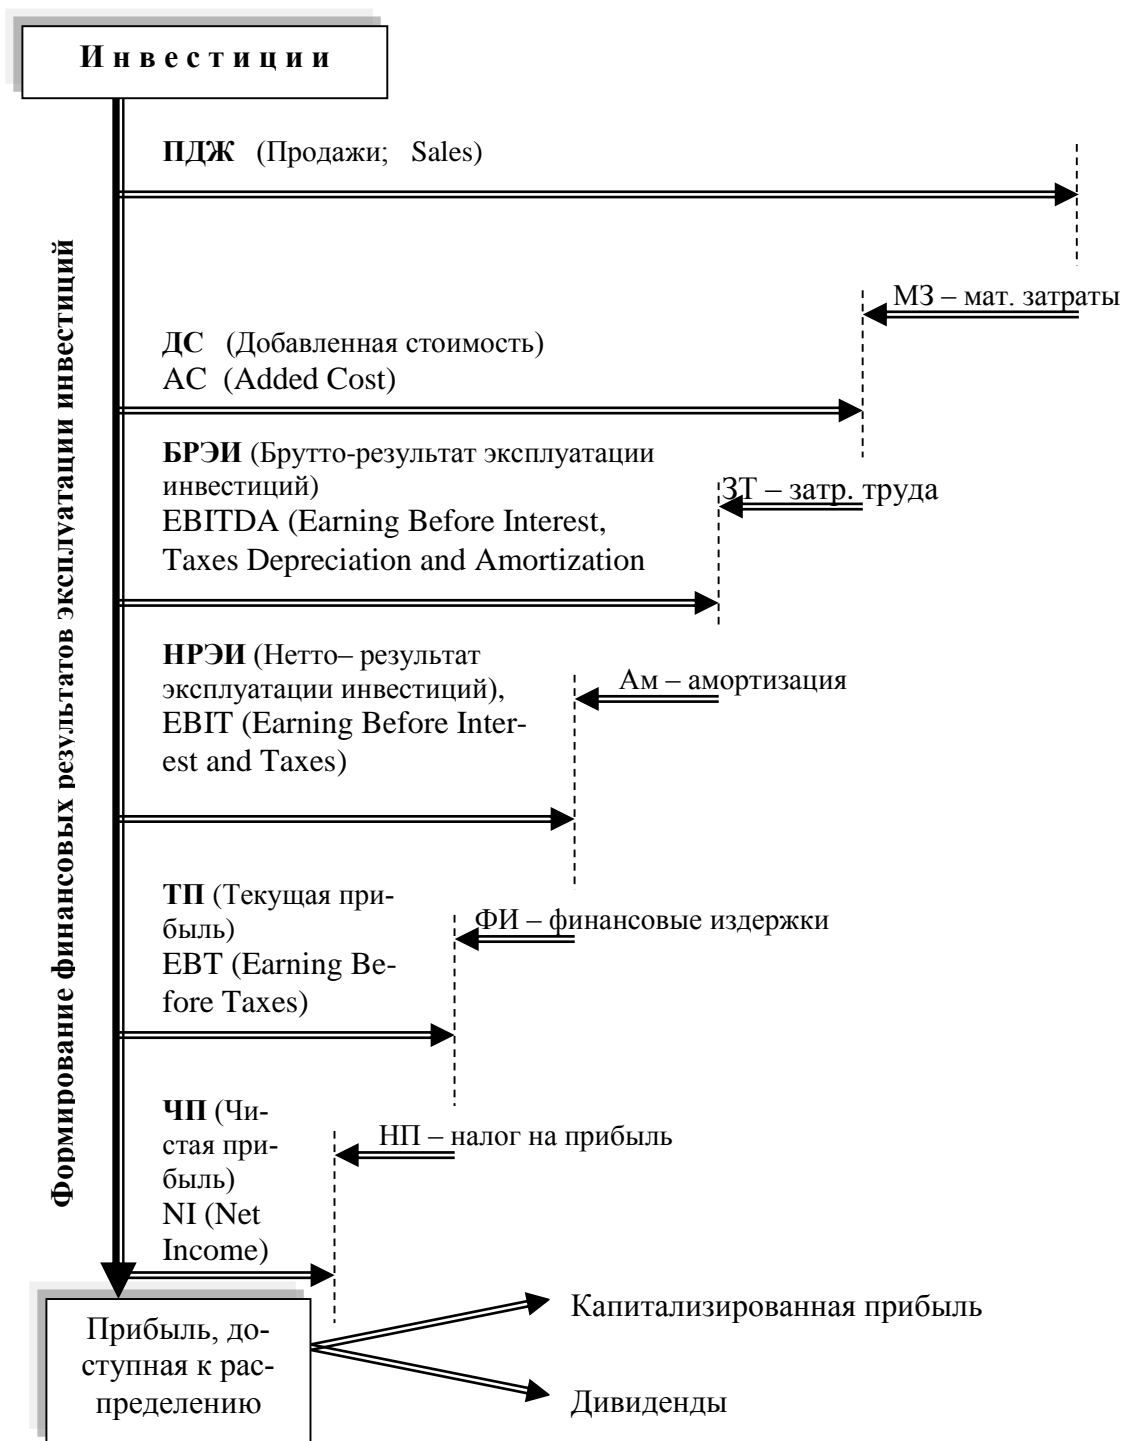 Инвестиции
ПДЖ (Продажи; Sales)
МЗ – мат. затраты
ДС (Добавленная стоимость)
АС (Added Cost)
БРЭИ (Брутто-результат эксплуатации
инвестиций)
EBITDA (Earning Before Interest,
Taxes Depreciation and Amortization
ЗТ – затр. труда
НРЭИ (Нетто– результат
эксплуатации инвестиций),
EBIT (Earning Before Inter-
est and Taxes)
Ам – амортизация
ТП (Текущая при-
быль)
EBT (Earning Be-
fore Taxes)
ФИ – финансовые издержки
ЧП (Чи-
стая при-
быль)
NI (Net
Income)
НП – налог на прибыль
Формирование финансовых результатов эксплуатации инвестиций
Прибыль, до-
ступная к рас-
пределению
Капитализированная прибыль
Дивиденды